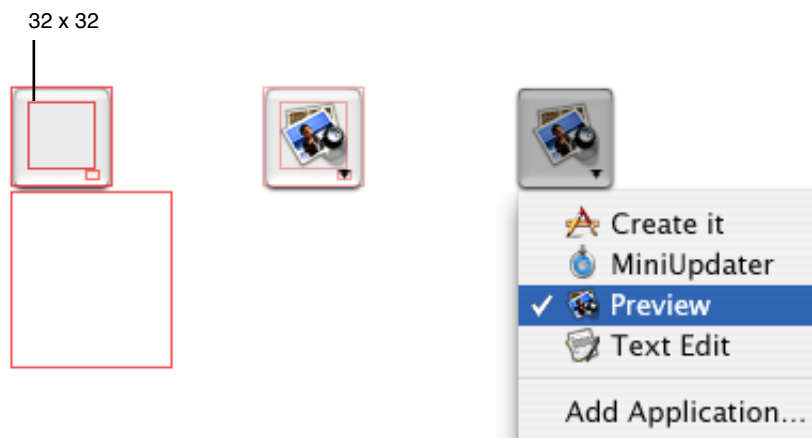 32 x 32
Create it
MiniUpdater
Preview
Text Edit
Add Application...